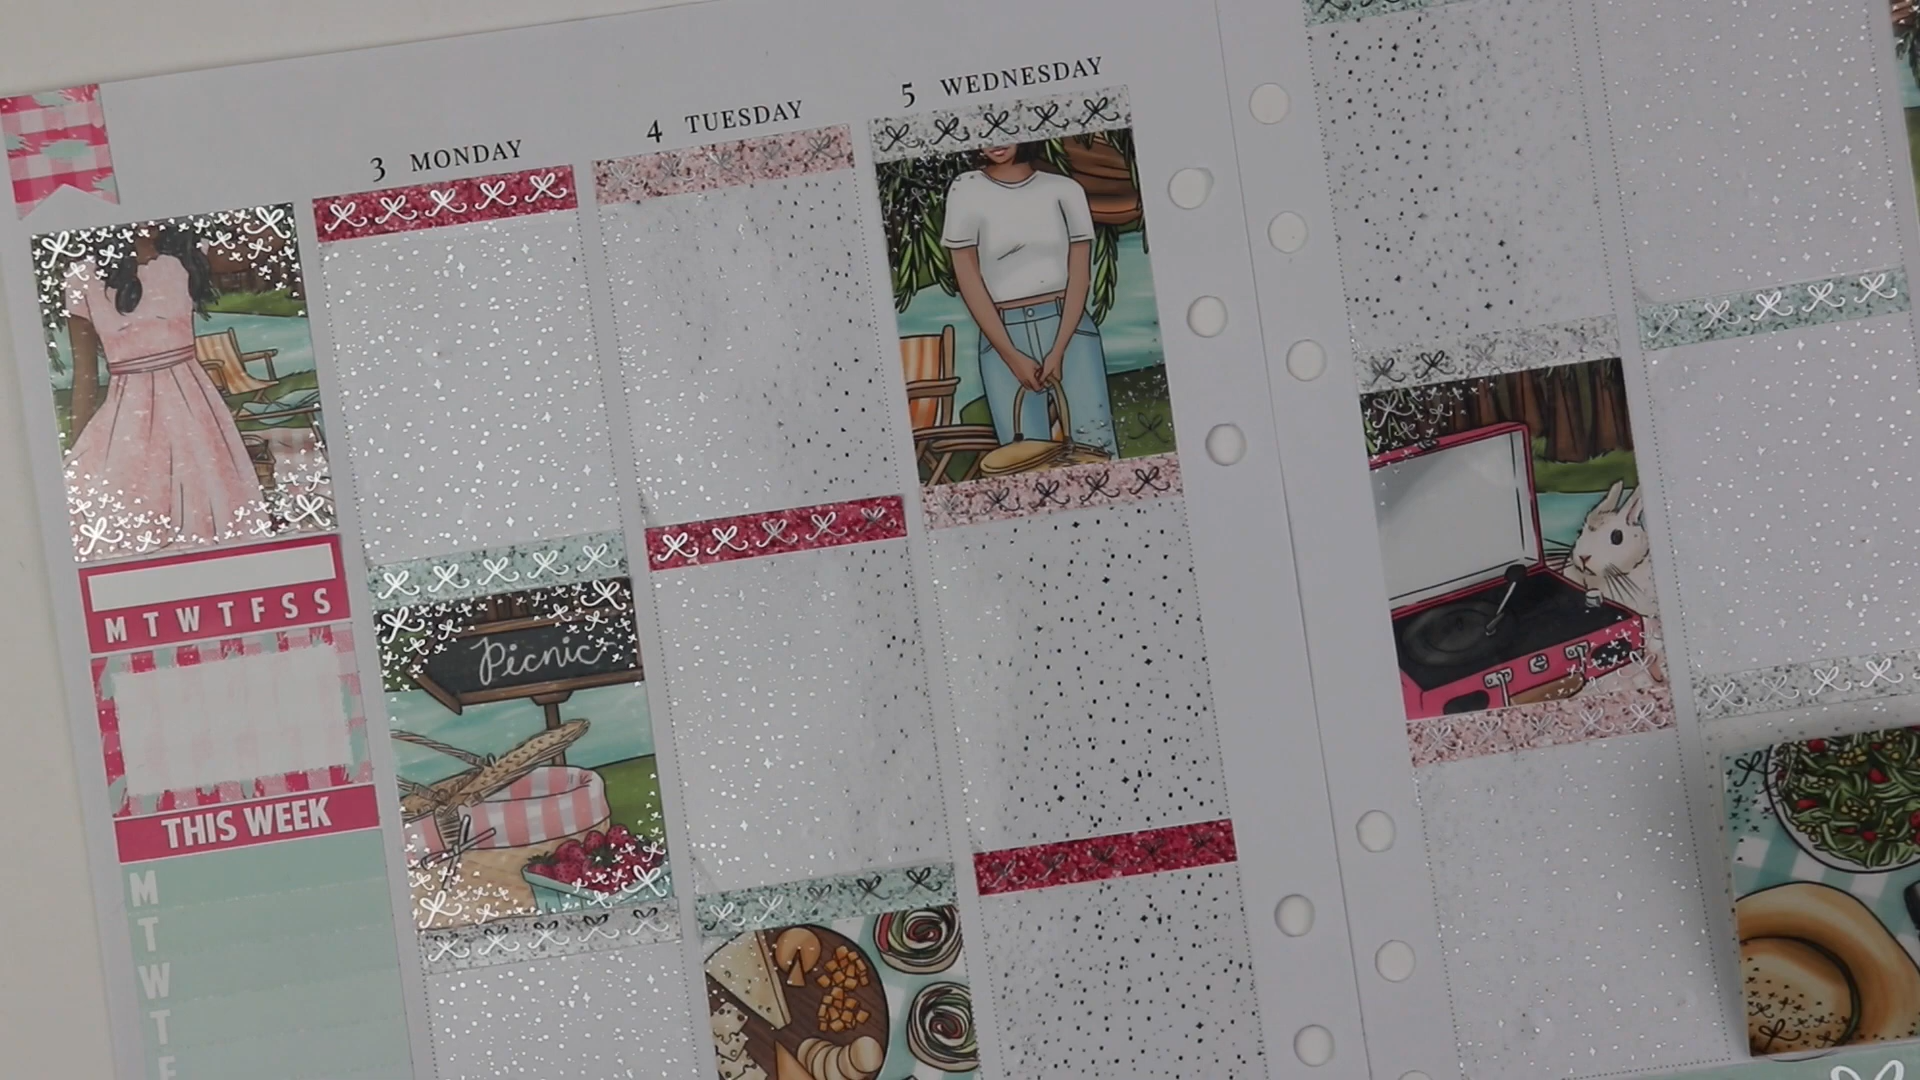 3 MONDAY
4 TUESDAY
5 WEDNESDAY
M T W T F S S
Picnic
THIS WEEK
M
T
W
T
F